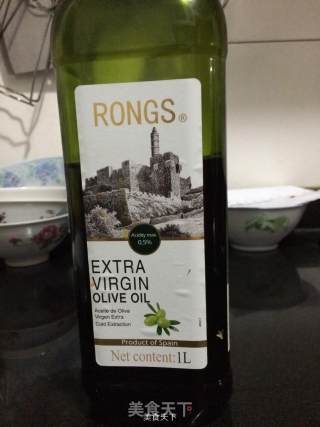 RONGS®
Acidity max
0,5%
EXTRA
VIRGIN
OLIVE OIL
Aceite de Oliva
Virgen Extra
Cold Extraction
Product of Spain
Net content:1L
美食天下